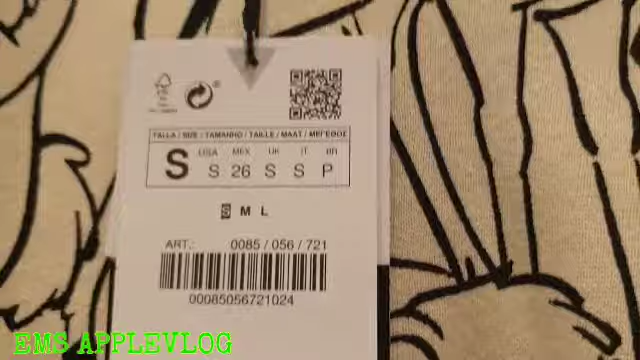 TALLA / SIZE / TAMANHO / TAILLE / MAAT / ΜΕΓΕΘΟΣ
USA MEX UK IT BR
S S 26 S S P
S M L
ART.: 0085 / 056 / 721
00085056721024
EMS APPLEVLOG